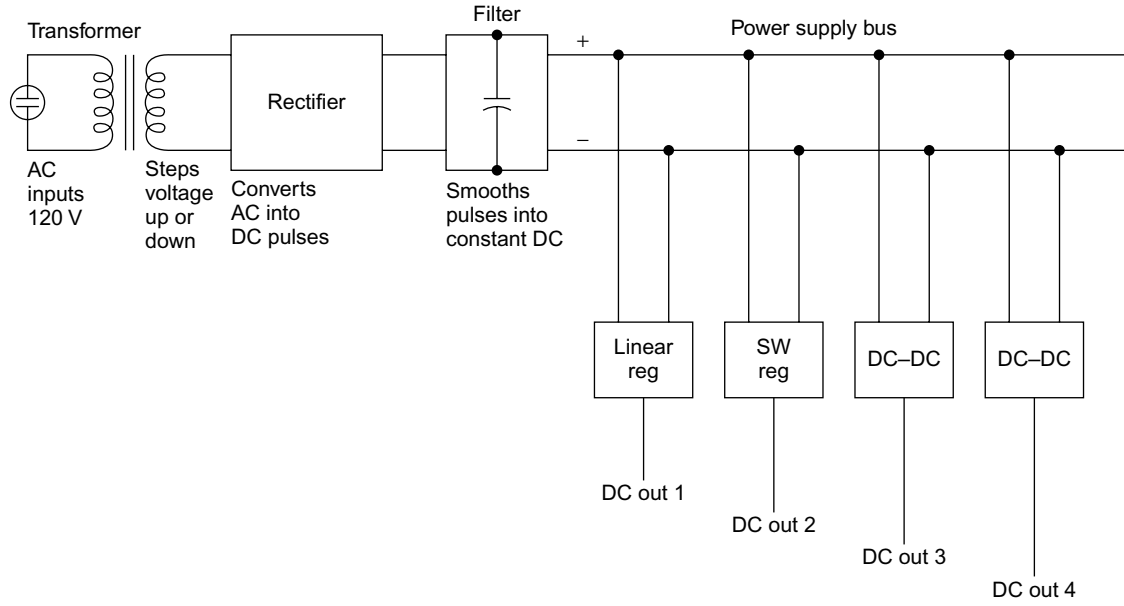 Transformer
Filter
Power supply bus
+
−
Rectifier
AC
inputs
120 V
Steps
voltage
up or
down
Converts
AC into
DC pulses
Smooths
pulses into
constant DC
Linear
reg
SW
reg
DC–DC
DC–DC
DC out 1
DC out 2
DC out 3
DC out 4